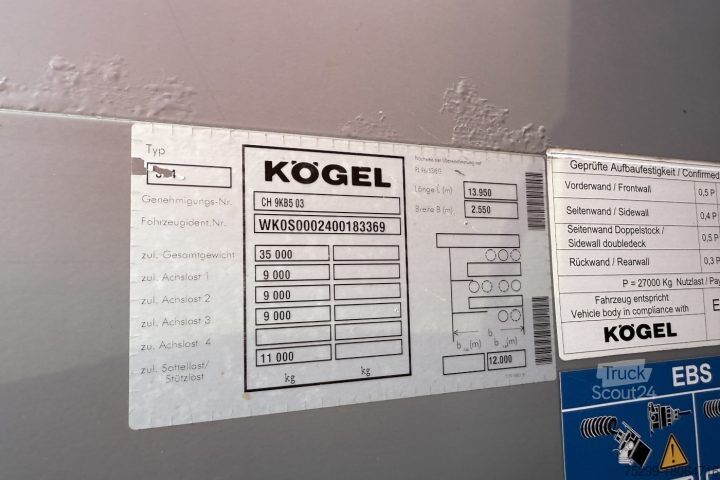 Typ
KÖGEL
Genehmigungs-Nr.
CH 9KB5 03
Fahrzeugident.Nr.
WK0S0002400183369
zul. Gesamtgewicht
35 000
zul. Achslast 1
9 000
zul. Achslast 2
9 000
zul. Achslast 3
9 000
zul. Achslast 4
zul. Sattellast/
Stützlast
11 000
kg kg
Länge L (m) 13.950
Breite B (m) 2.550
b b
(m) (m)
12.000
Geprüfte Aufbaufestigkeit / Confirmed
Vorderwand / Frontwall 0,5 P
Seitenwand / Sidewall 0,4 P
Seitenwand Doppelstock /
Sidewall doubledeck 0,5 P
Rückwand / Rearwall 0,3 P
P = 27000 Kg Nutzlast / Pay
Fahrzeug entspricht
Vehicle body in compliance with E
KÖGEL
Truck
Scout24
EBS